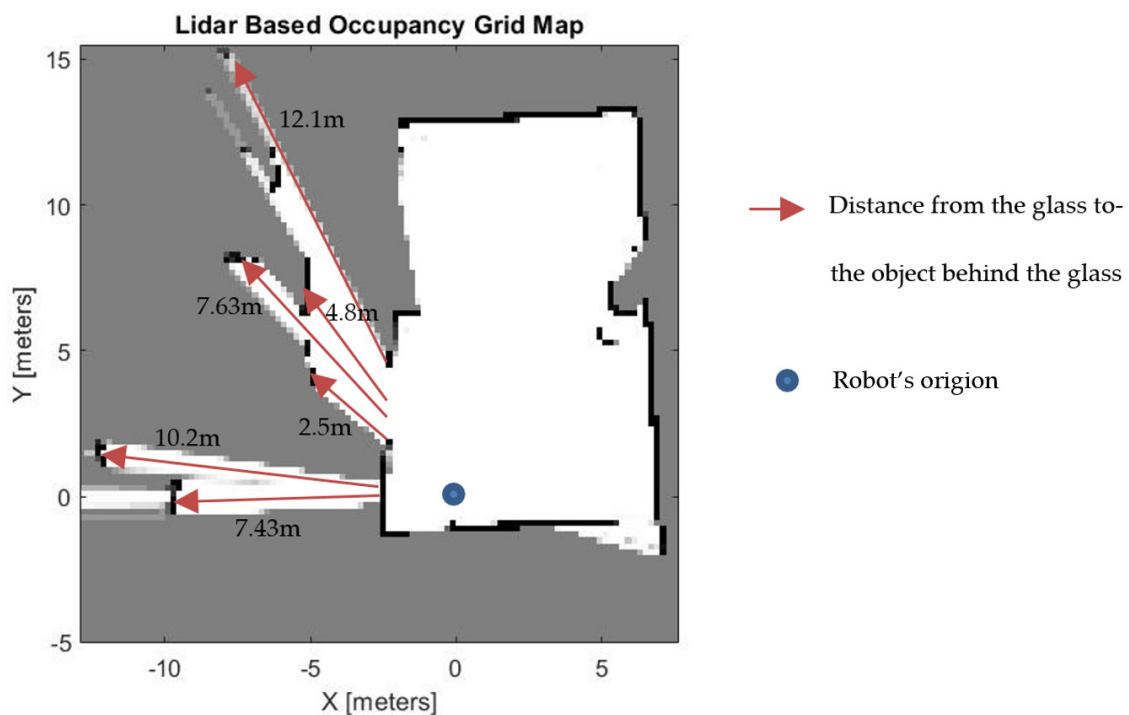 Lidar Based Occupancy Grid Map
15
10
5
0
-5
Y [meters]
12.1m
7.63m
4.8m
2.5m
10.2m
7.43m
-10
-5
0
5
X [meters]
Distance from the glass to-
the object behind the glass
Robot's origion